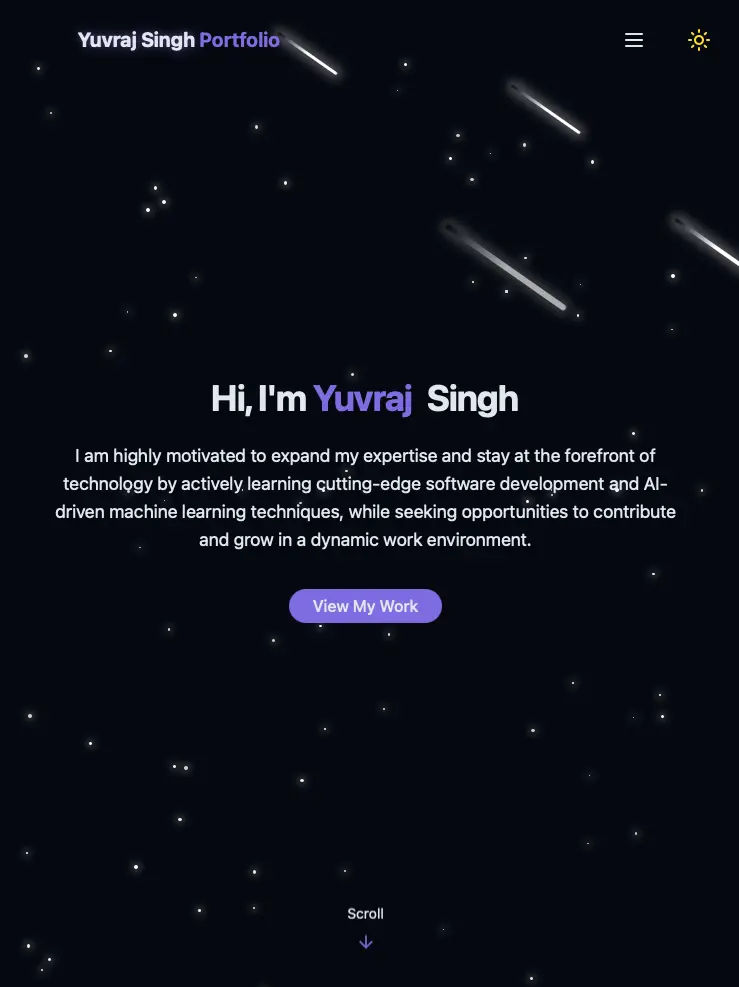 Yuvraj Singh Portfolio
Hi, I'm Yuvraj Singh
I am highly motivated to expand my expertise and stay at the forefront of
technology by actively learning cutting-edge software development and AI-
driven machine learning techniques, while seeking opportunities to contribute
and grow in a dynamic work environment.
View My Work
Scroll